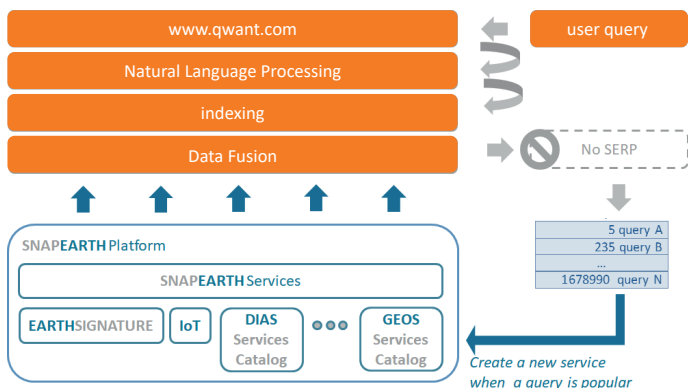 www.qwant.com
user query
Natural Language Processing
indexing
Data Fusion
No SERP
5 query A
235 query B
...
1678990 query N
SNAPEARTH Platform
SNAPEARTH Services
EARTHSIGNATURE
IoT
DIAS
Services
Catalog
GEOS
Services
Catalog
Create a new service
when a query is popular